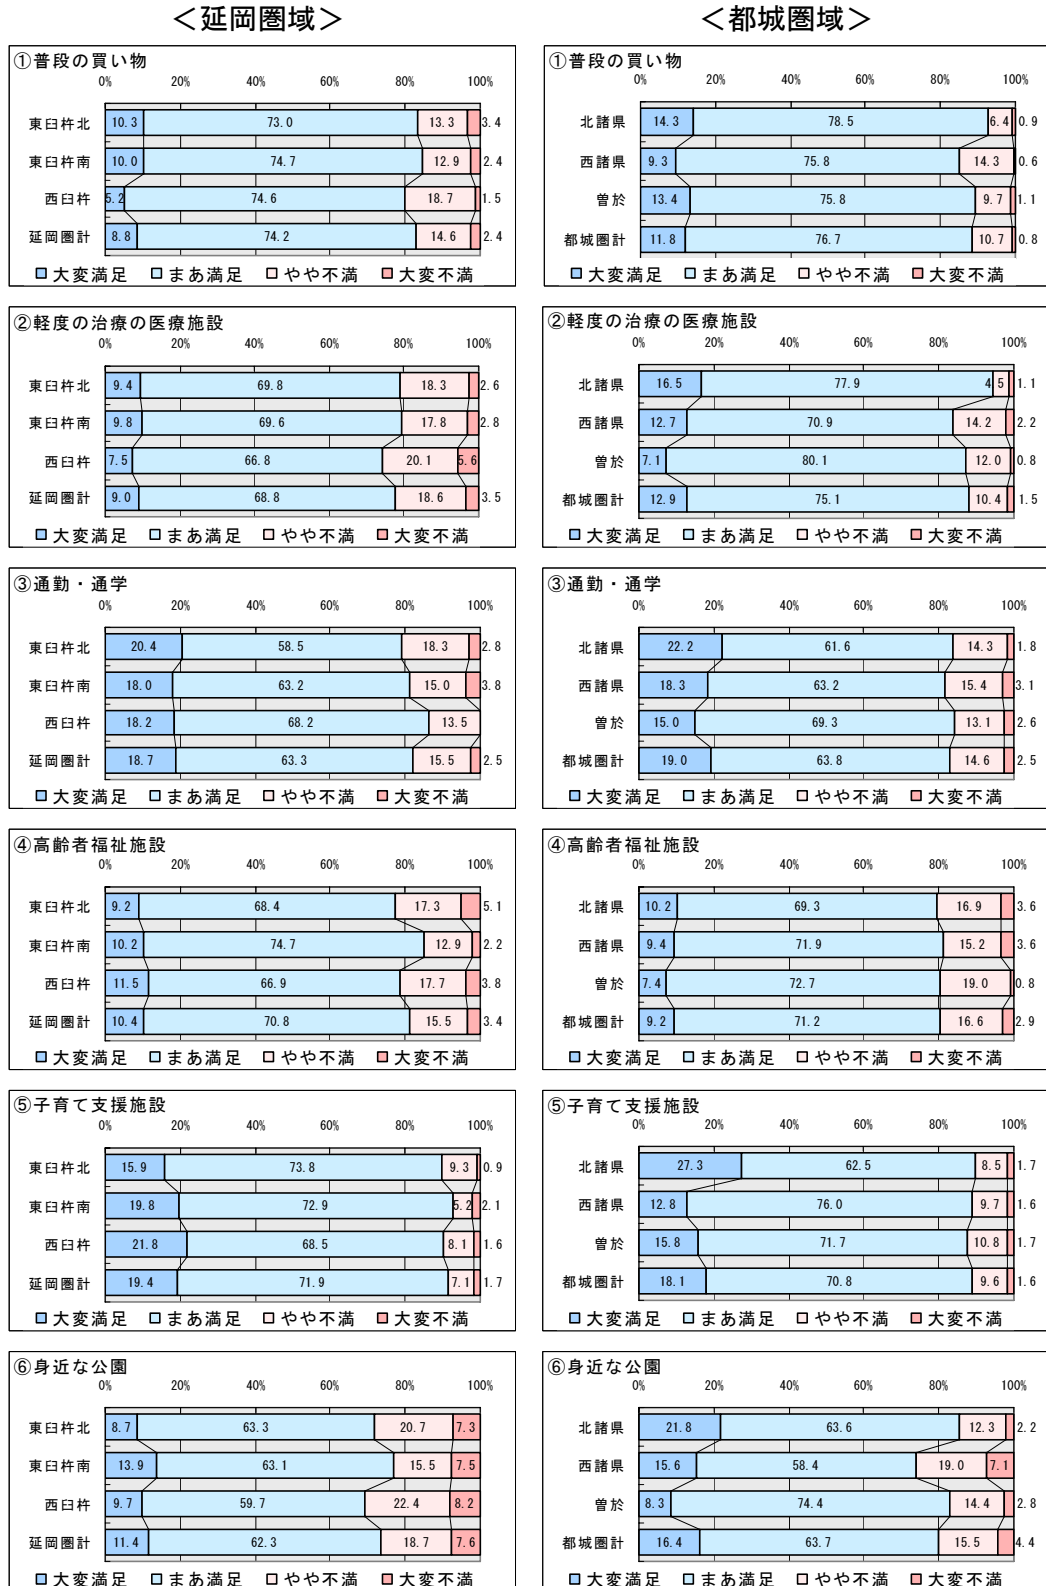 ＜延岡圏域＞
①普段の買い物
0% 20% 40% 60% 80% 100%
東臼杵北 10.3 73.0 13.3 3.4
東臼杵南 10.0 74.7 12.9 2.4
西臼杵 5.2 74.6 18.7 1.5
延岡圏計 8.8 74.2 14.6 2.4
大変満足 まあ満足 やや不満 大変不満
②軽度の治療の医療施設
0% 20% 40% 60% 80% 100%
東臼杵北 9.4 69.8 18.3 2.6
東臼杵南 9.8 69.6 17.8 2.8
西臼杵 7.5 66.8 20.1 5.6
延岡圏計 9.0 68.8 18.6 3.5
大変満足 まあ満足 やや不満 大変不満
③通勤・通学
0% 20% 40% 60% 80% 100%
東臼杵北 20.4 58.5 18.3 2.8
東臼杵南 18.0 63.2 15.0 3.8
西臼杵 18.2 68.2 13.5
延岡圏計 18.7 63.3 15.5 2.5
大変満足 まあ満足 やや不満 大変不満
④高齢者福祉施設
0% 20% 40% 60% 80% 100%
東臼杵北 9.2 68.4 17.3 5.1
東臼杵南 10.2 74.7 12.9 2.2
西臼杵 11.5 66.9 17.7 3.8
延岡圏計 10.4 70.8 15.5 3.4
大変満足 まあ満足 やや不満 大変不満
⑤子育て支援施設
0% 20% 40% 60% 80% 100%
東臼杵北 15.9 73.8 9.3 0.9
東臼杵南 19.8 72.9 5.2 2.1
西臼杵 21.8 68.5 8.1 1.6
延岡圏計 19.4 71.9 7.1 1.7
大変満足 まあ満足 やや不満 大変不満
⑥身近な公園
0% 20% 40% 60% 80% 100%
東臼杵北 8.7 63.3 20.7 7.3
東臼杵南 13.9 63.1 15.5 7.5
西臼杵 9.7 59.7 22.4 8.2
延岡圏計 11.4 62.3 18.7 7.6
大変満足 まあ満足 やや不満 大変不満
＜都城圏域＞
①普段の買い物
0% 20% 40% 60% 80% 100%
北諸県 14.3 78.5 6.4 0.9
西諸県 9.3 75.8 14.3 0.6
曽於 13.4 75.8 9.7 1.1
都城圏計 11.8 76.7 10.7 0.8
大変満足 まあ満足 やや不満 大変不満
②軽度の治療の医療施設
0% 20% 40% 60% 80% 100%
北諸県 16.5 77.9 4.5 1.1
西諸県 12.7 70.9 14.2 2.2
曽於 7.1 80.1 12.0 0.8
都城圏計 12.9 75.1 10.4 1.5
大変満足 まあ満足 やや不満 大変不満
③通勤・通学
0% 20% 40% 60% 80% 100%
北諸県 22.2 61.6 14.3 1.8
西諸県 18.3 63.2 15.4 3.1
曽於 15.0 69.3 13.1 2.6
都城圏計 19.0 63.8 14.6 2.5
大変満足 まあ満足 やや不満 大変不満
④高齢者福祉施設
0% 20% 40% 60% 80% 100%
北諸県 10.2 69.3 16.9 3.6
西諸県 9.4 71.9 15.2 3.6
曽於 7.4 72.7 19.0 0.8
都城圏計 9.2 71.2 16.6 2.9
大変満足 まあ満足 やや不満 大変不満
⑤子育て支援施設
0% 20% 40% 60% 80% 100%
北諸県 27.3 62.5 8.5 1.7
西諸県 12.8 76.0 9.7 1.6
曽於 15.8 71.7 10.8 1.7
都城圏計 18.1 70.8 9.6 1.6
大変満足 まあ満足 やや不満 大変不満
⑥身近な公園
0% 20% 40% 60% 80% 100%
北諸県 21.8 63.6 12.3 2.2
西諸県 15.6 58.4 19.0 7.1
曽於 8.3 74.4 14.4 2.8
都城圏計 16.4 63.7 15.5 4.4
大変満足 まあ満足 やや不満 大変不満